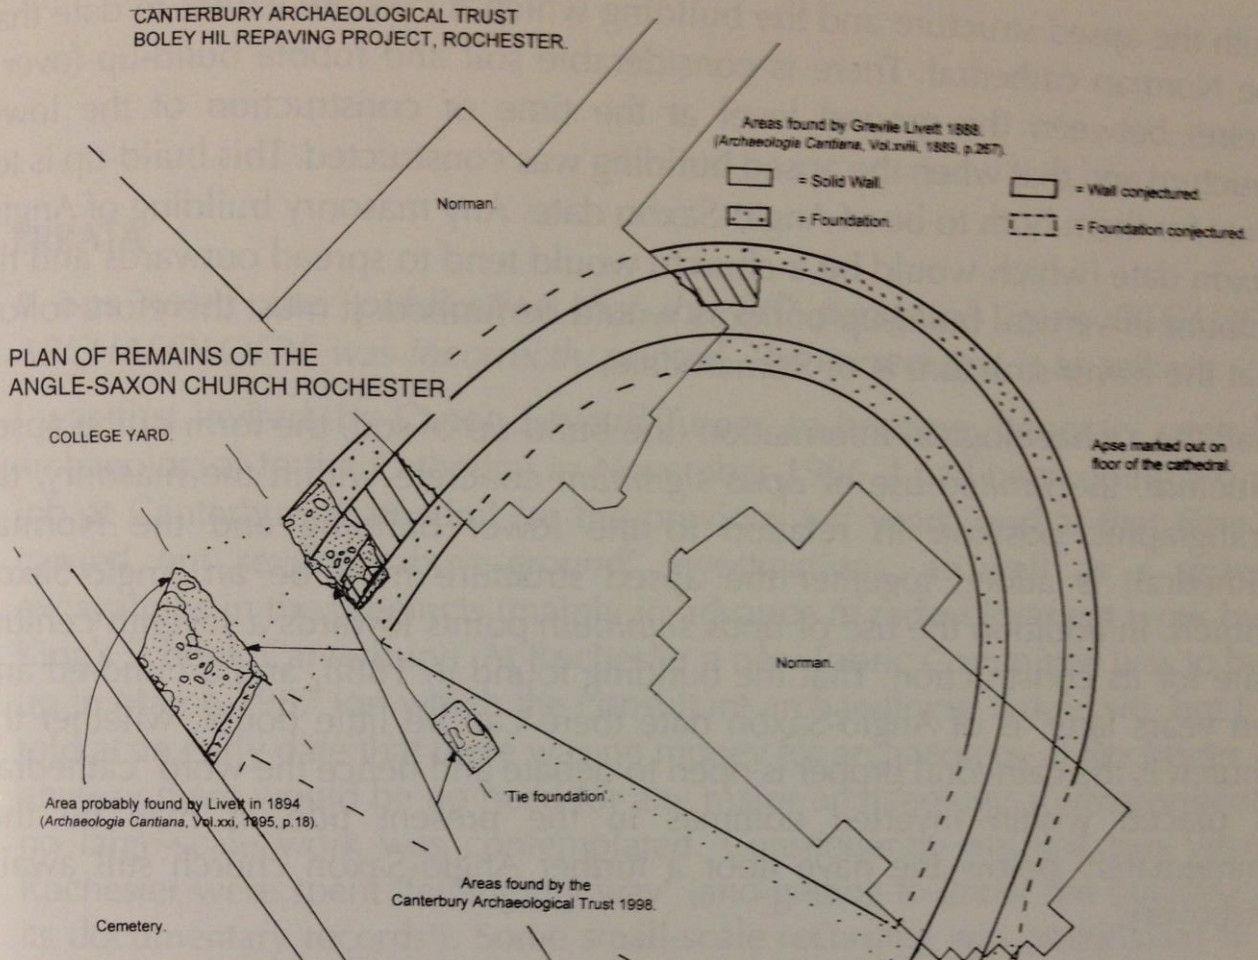 CANTERBURY ARCHAEOLOGICAL TRUST
BOLEY HIL REPAVING PROJECT, ROCHESTER.
Areas found by Grevile Livett 1888.
(Archaeologia Cantiana, Vol.xviii, 1889, p.267).
= Solid Wall.
= Wall conjectured.
= Foundation.
= Foundation conjectured.
Norman.
PLAN OF REMAINS OF THE
ANGLE-SAXON CHURCH ROCHESTER
COLLEGE YARD.
Apse marked out on
floor of the cathedral.
Norman.
'Tie foundation'.
Area probably found by Livett in 1894
(Archaeologia Cantiana, Vol.xxi, 1895, p.18).
Areas found by the
Canterbury Archaeological Trust 1998.
Cemetery.